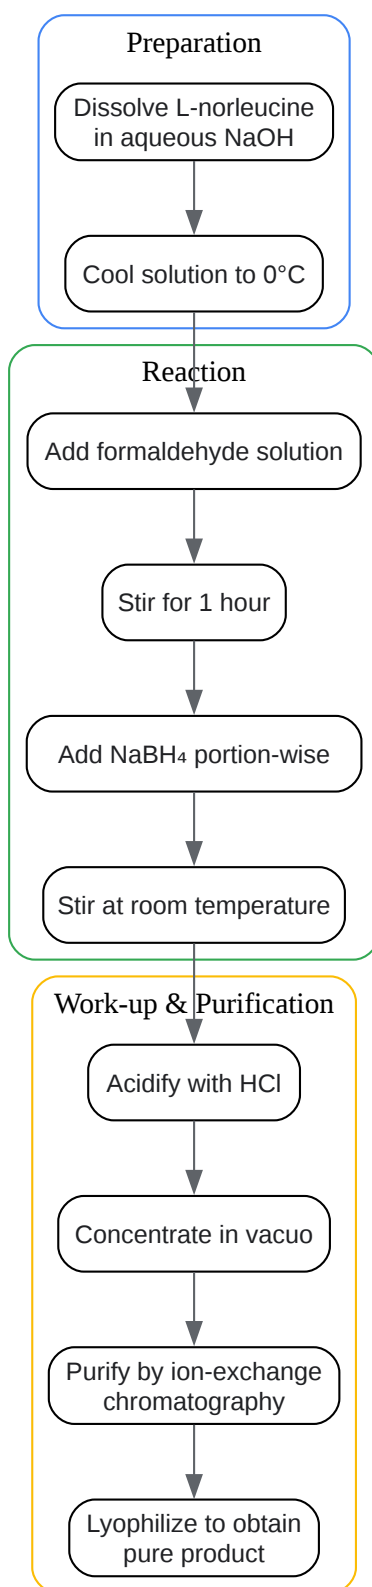 Preparation
Dissolve L-norleucine
in aqueous NaOH
Cool solution to 0°C
Reaction
Add formaldehyde solution
Stir for 1 hour
Add NaBH₄ portion-wise
Stir at room temperature
Work-up & Purification
Acidify with HCl
Concentrate in vacuo
Purify by ion-exchange
chromatography
Lyophilize to obtain
pure product